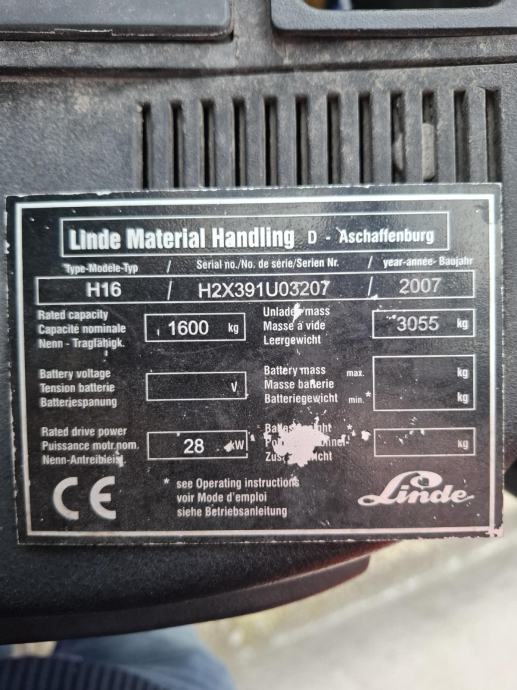 Linde Material Handling D - Aschaffenburg
Type-Modèle-Typ / Serial no./No. de série/Serien Nr. / year-année- Baujahr
H16 / H2X391U03207 / 2007
Rated capacity
Capacité nominale
Nenn - Tragfähigk.
1600 kg
Unladen mass
Masse à vide
Leergewicht
3055 kg
Battery voltage
Tension batterie
Batteriespanung
V
Battery mass max.
Masse batterie
Batteriegewicht min. *
kg
kg
Rated drive power
Puissance motr.nom.
Nenn-Antreibleist.
28 kW
*
kg
CE
* see Operating instructions
voir Mode d'emploi
siehe Betriebsanleitung
Linde